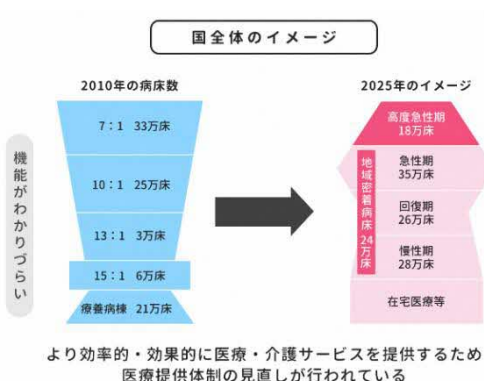 国全体のイメージ
2010年の病床数
7：1 33万床
10：1 25万床
13：1 3万床
15：1 6万床
療養病棟 21万床
機能がわかりづらい
2025年のイメージ
高度急性期
18万床
急性期
35万床
回復期
26万床
慢性期
28万床
在宅医療等
地域密着病床24万床
より効率的・効果的に医療・介護サービスを提供するため
医療提供体制の見直しが行われている